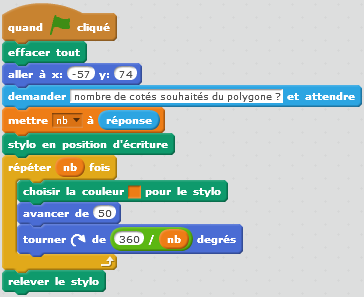 quand cliqué
effacer tout
aller à x: -57 y: 74
demander nombre de cotés souhaités du polygone ? et attendre
mettre nb à réponse
stylo en position d'écriture
répéter nb fois
choisir la couleur pour le stylo
avancer de 50
tourner de 360 / nb degrés
relever le stylo